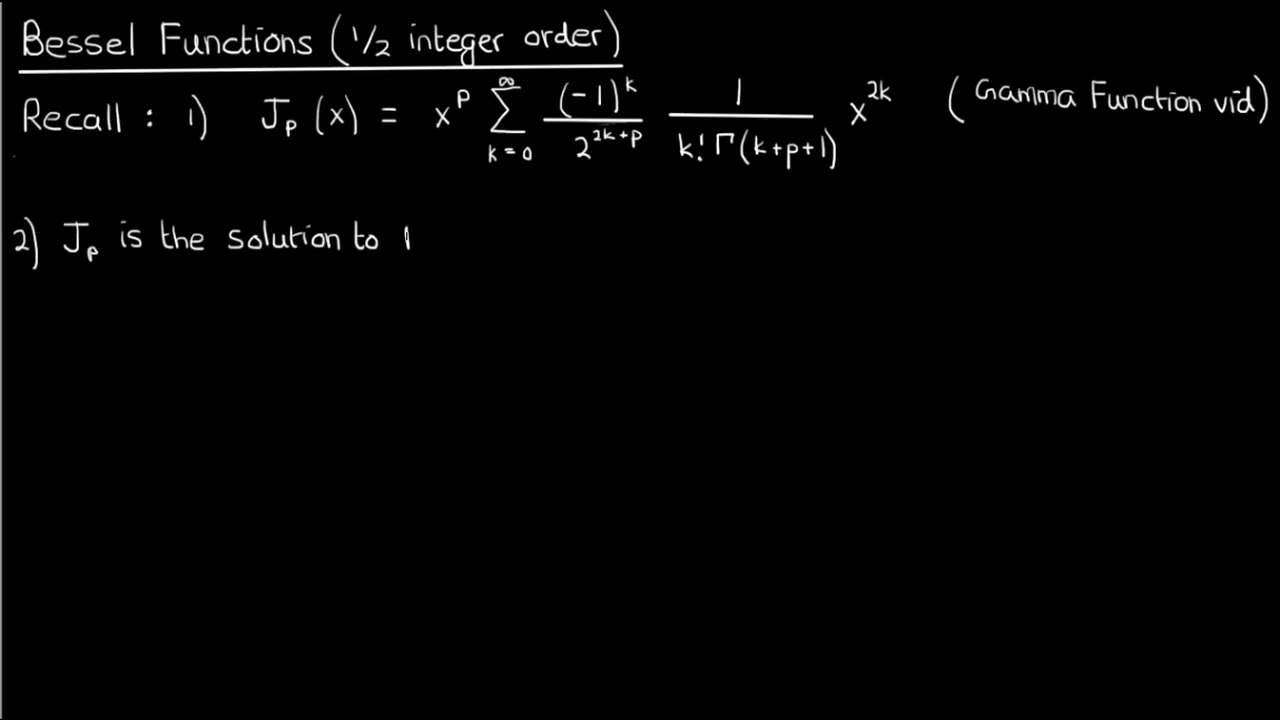 Bessel Functions (1/2 integer order)
Recall : 1) J_p (x) = x^p ∑_{k=0}^{∞} (-1)^k / 2^{2k+p} 1 / k! Γ(k+p+1) x^{2k} (Gamma Function vid)
2) J_p is the solution to